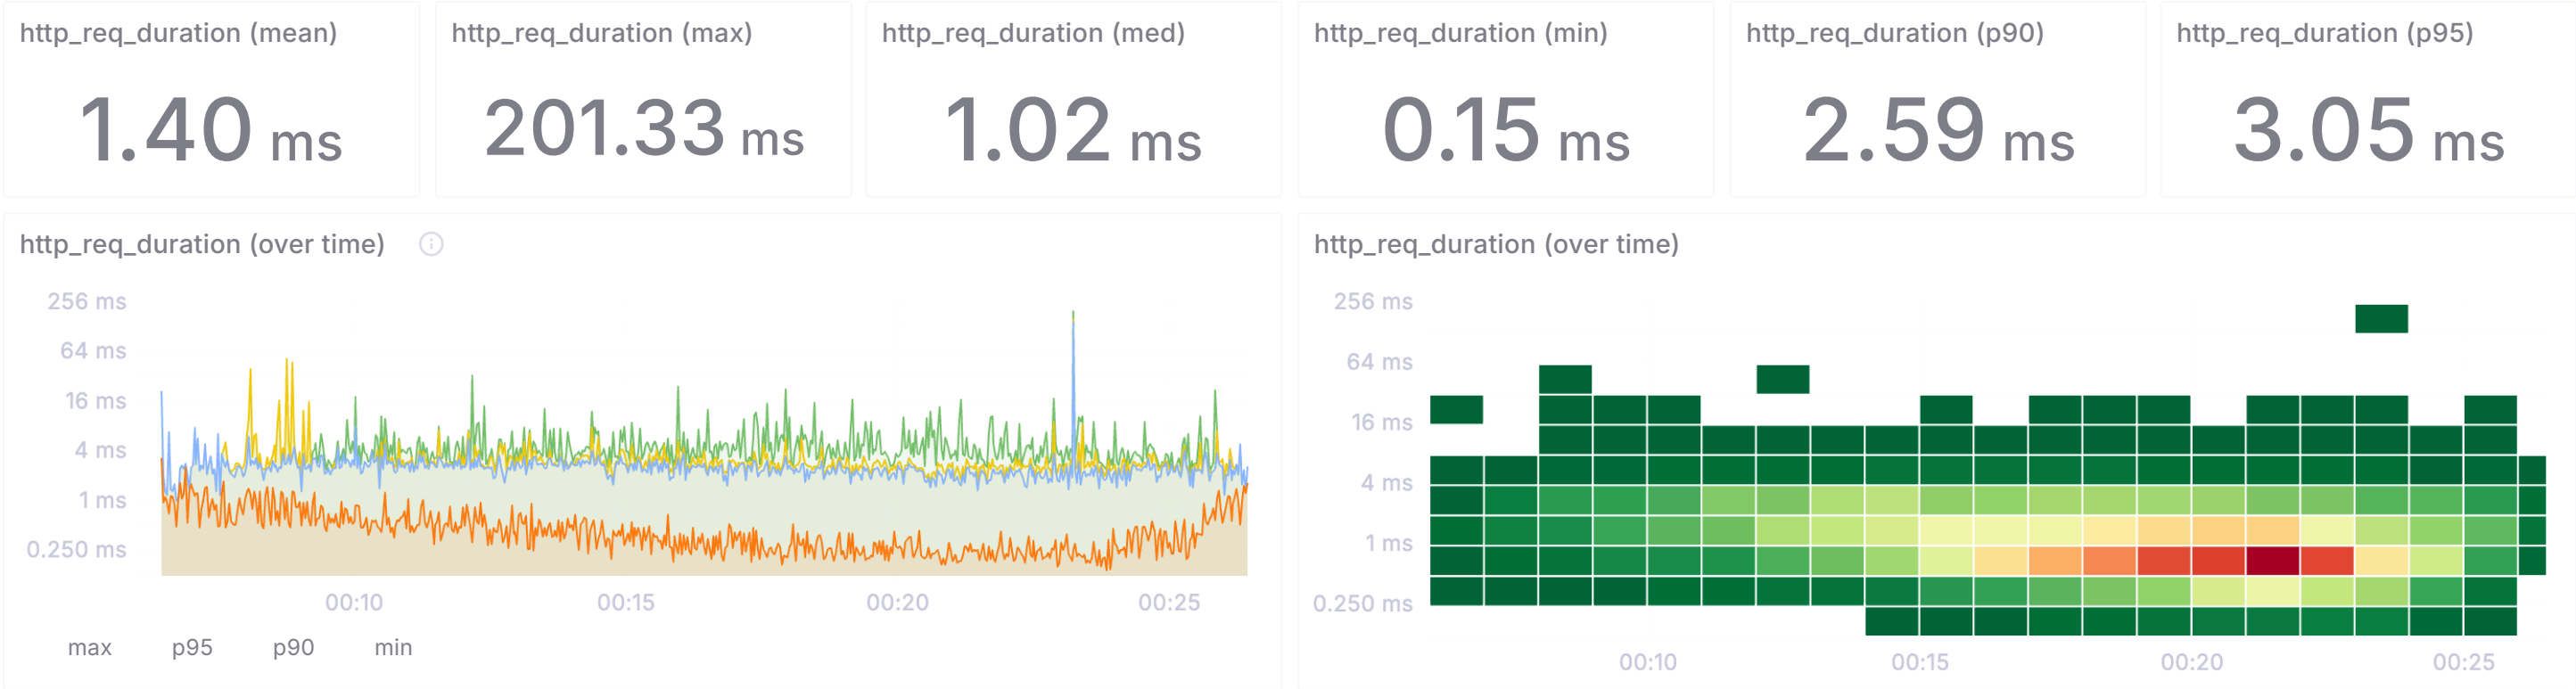 http_req_duration (mean)
1.40 ms
http_req_duration (max)
201.33 ms
http_req_duration (med)
1.02 ms
http_req_duration (min)
0.15 ms
http_req_duration (p90)
2.59 ms
http_req_duration (p95)
3.05 ms
http_req_duration (over time)
256 ms
64 ms
16 ms
4 ms
1 ms
0.250 ms
00:10 00:15 00:20 00:25
max p95 p90 min
http_req_duration (over time)
256 ms
64 ms
16 ms
4 ms
1 ms
0.250 ms
00:10 00:15 00:20 00:25